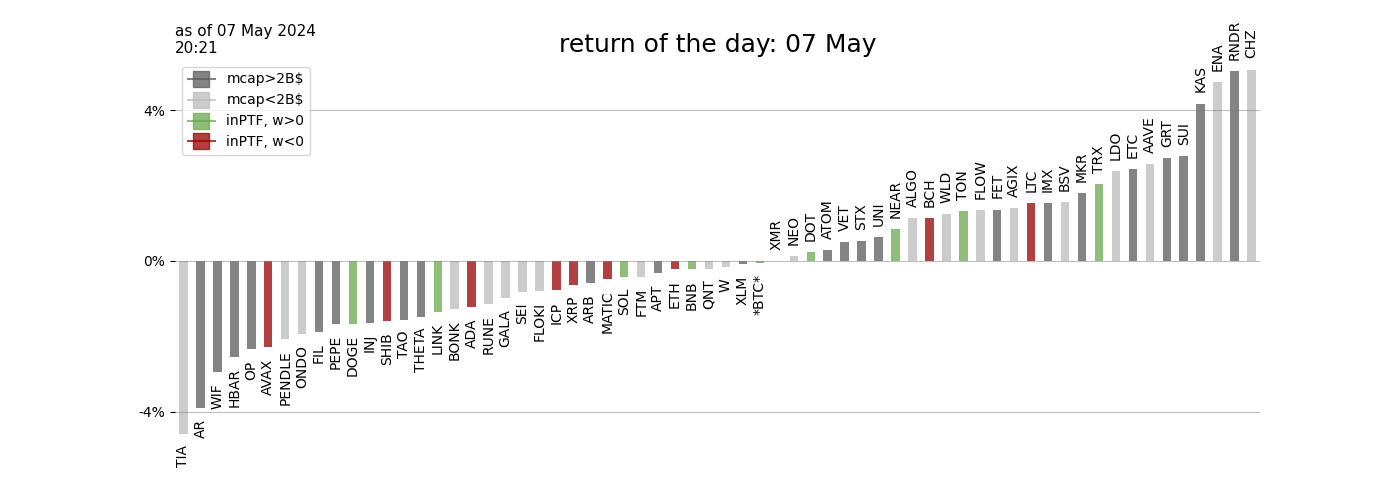 as of 07 May 2024
20:21
return of the day: 07 May
mcap>2B$
mcap<2B$
inPTF, w>0
inPTF, w<0
4%
0%
-4%
TIA
AR
WIF
HBAR
OP
AVAX
PENDLE
ONDO
FIL
PEPE
DOGE
INJ
SHIB
TAO
THETA
LINK
BONK
ADA
RUNE
GALA
SEI
FLOKI
ICP
XRP
ARB
MATIC
SOL
FTM
APT
ETH
BNB
QNT
W
XLM
*BTC*
XMR
NEO
DOT
ATOM
VET
STX
UNI
NEAR
ALGO
BCH
WLD
TON
FLOW
FET
AGIX
LTC
IMX
BSV
MKR
TRX
LDO
ETC
AAVE
GRT
SUI
KAS
ENA
RNDR
CHZ